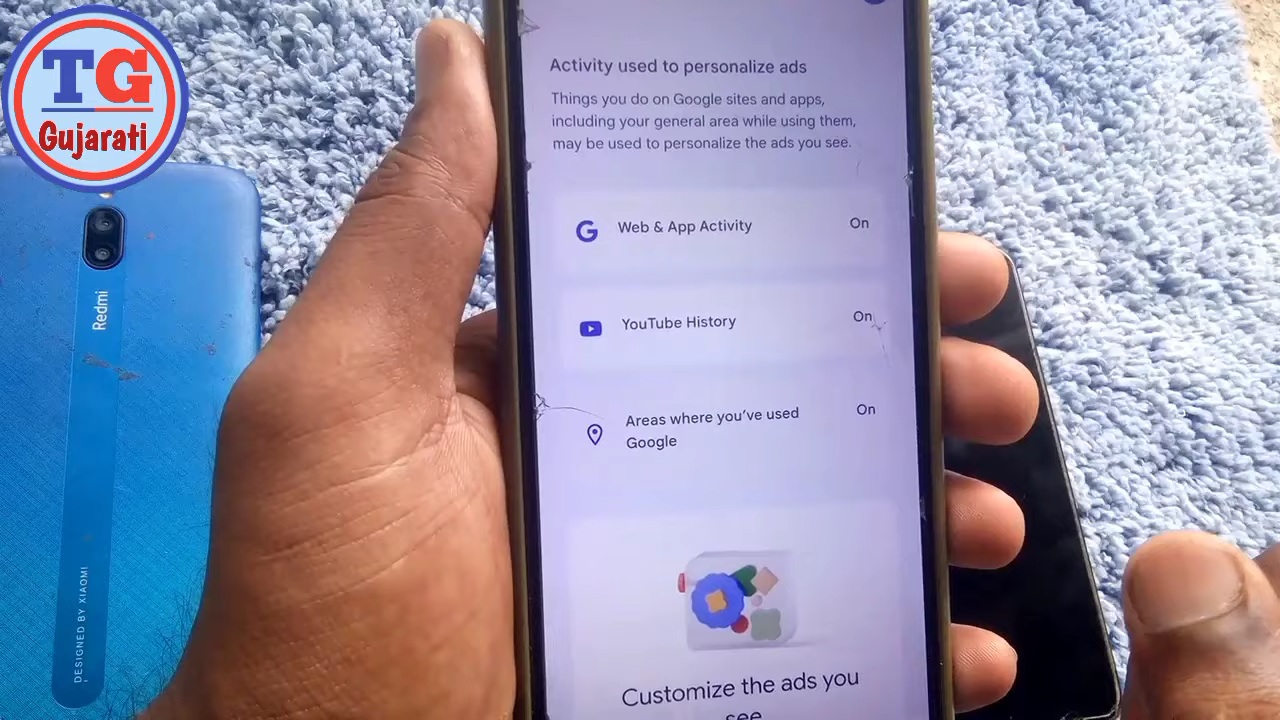 TG
Gujarati
Redmi
DESIGNED BY XIAOMI
Activity used to personalize ads
Things you do on Google sites and apps,
including your general area while using them,
may be used to personalize the ads you see.
Web & App Activity On
YouTube History On
Areas where you’ve used On
Google
Customize the ads you
see